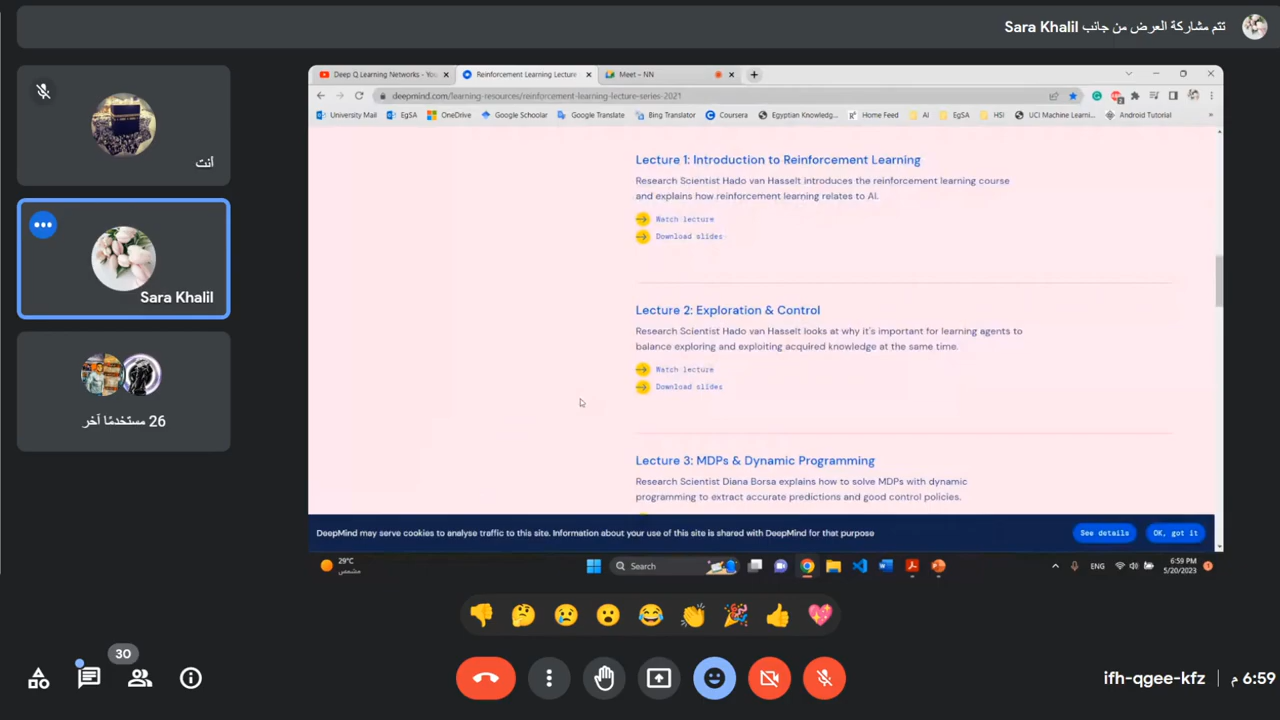 تتم مشاركة العرض من جانب Sara Khalil
انت
Sara Khalil
26 مستخدمًا آخر
Deep Q Learning Networks - You
Reinforcement Learning Lecture
Meet – NN
deepmind.com/learning-resources/reinforcement-learning-lecture-series-2021
University Mail
EgSA
OneDrive
Google Schoolar
Google Translate
Bing Translator
Coursera
Egyptian Knowledg...
Home Feed
AI
EgSA
HSI
UCI Machine Learni...
Android Tutorial
Lecture 1: Introduction to Reinforcement Learning
Research Scientist Hado van Hasselt introduces the reinforcement learning course
and explains how reinforcement learning relates to AI.
Watch lecture
Download slides
Lecture 2: Exploration & Control
Research Scientist Hado van Hasselt looks at why it's important for learning agents to
balance exploring and exploiting acquired knowledge at the same time.
Watch lecture
Download slides
Lecture 3: MDPs & Dynamic Programming
Research Scientist Diana Borsa explains how to solve MDPs with dynamic
programming to extract accurate predictions and good control policies.
DeepMind may serve cookies to analyse traffic to this site. Information about your use of this site is shared with DeepMind for that purpose
See details
OK, got it
29°C
مشمس
Search
ENG
6:59 PM
5/20/2023
30
ifh-qgee-kfz
6:59 م